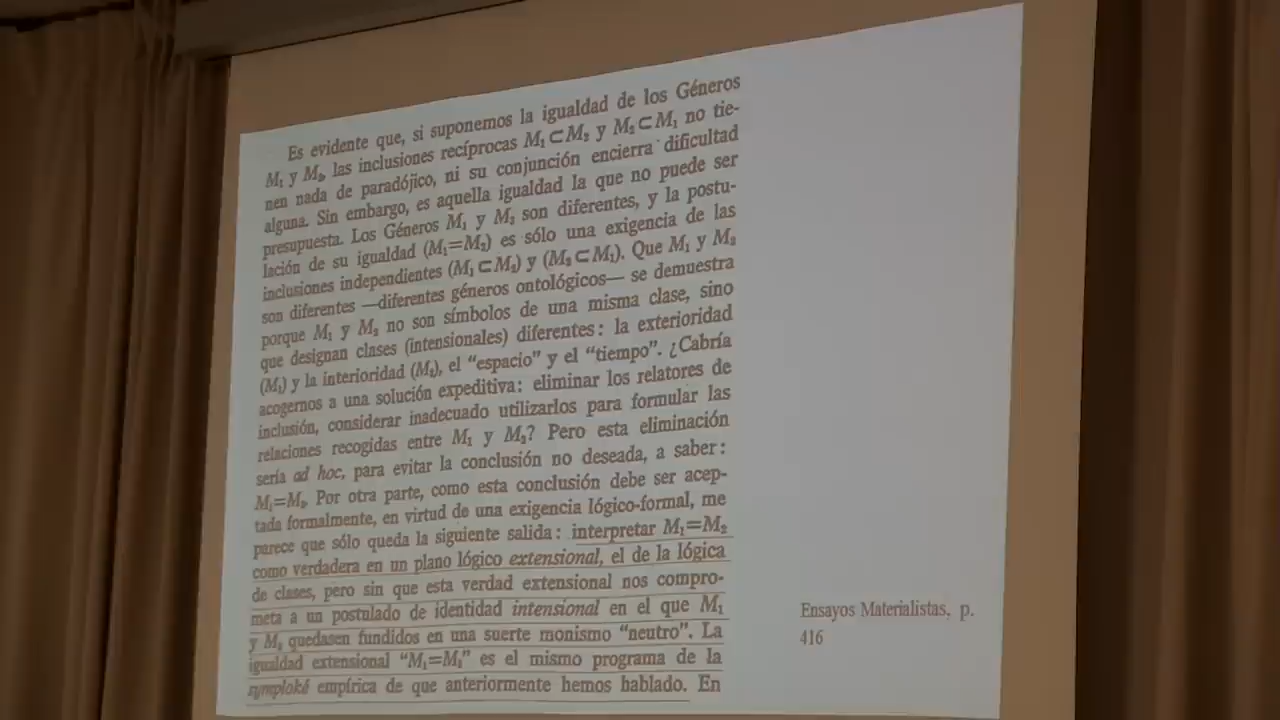 Es evidente que, si suponemos la igualdad de los Géneros
M₁ y M₂, las inclusiones recíprocas M₁⊂M₂ y M₂⊂M₁ no tie-
nen nada de paradójico, ni su conjunción encierra dificultad
alguna. Sin embargo, es aquella igualdad la que no puede ser
presupuesta. Los Géneros M₁ y M₂ son diferentes, y la postu-
lación de su igualdad (M₁=M₂) es sólo una exigencia de las
inclusiones independientes (M₁⊂M₂) y (M₂⊂M₁). Que M₁ y M₂
son diferentes —diferentes géneros ontológicos— se demuestra
porque M₁ y M₂ no son símbolos de una misma clase, sino
que designan clases (intensionales) diferentes: la exterioridad
(M₁) y la interioridad (M₂), el “espacio” y el “tiempo”. ¿Cabría
acogernos a una solución expeditiva: eliminar los relatores de
inclusión, considerar inadecuado utilizarlos para formular las
relaciones recogidas entre M₁ y M₂? Pero esta eliminación
sería ad hoc, para evitar la conclusión no deseada, a saber:
M₁=M₂. Por otra parte, como esta conclusión debe ser acep-
tada formalmente, en virtud de una exigencia lógico-formal, me
parece que sólo queda la siguiente salida: interpretar M₁=M₂
como verdadera en un plano lógico extensional, el de la lógica
de clases, pero sin que esta verdad extensional nos compro-
meta a un postulado de identidad intensional en el que M₁
y M₂ quedasen fundidos en una suerte monismo “neutro”. La
igualdad extensional “M₁=M₂” es el mismo programa de la
symploké empírica de que anteriormente hemos hablado. En
Ensayos Materialistas, p.
416